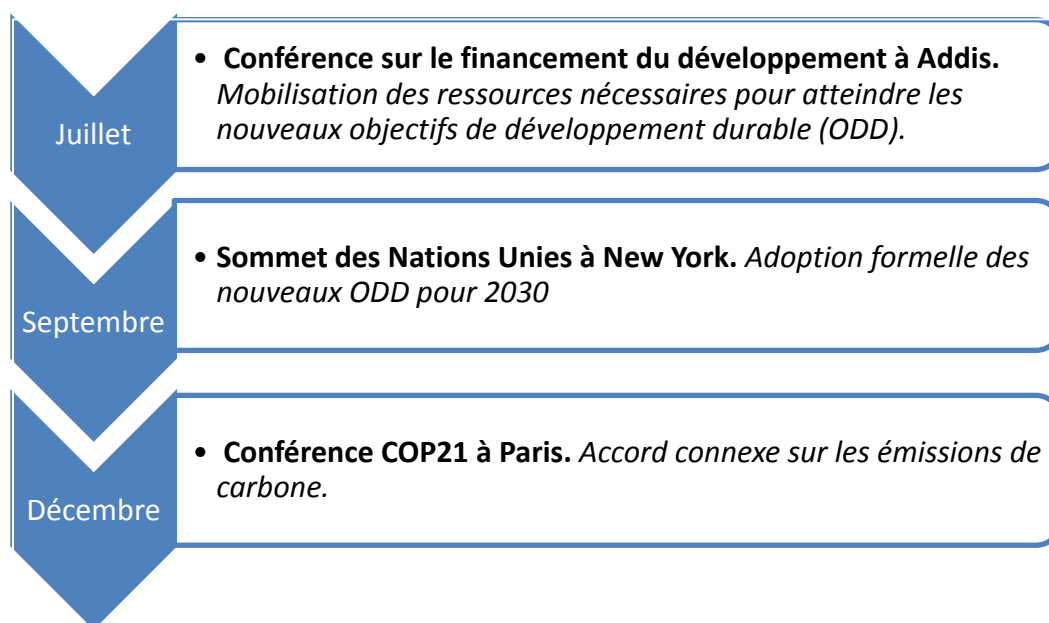 Juillet
• Conférence sur le financement du développement à Addis.
Mobilisation des ressources nécessaires pour atteindre les
nouveaux objectifs de développement durable (ODD).
Septembre
• Sommet des Nations Unies à New York. Adoption formelle des
nouveaux ODD pour 2030
Décembre
• Conférence COP21 à Paris. Accord connexe sur les émissions de
carbone.